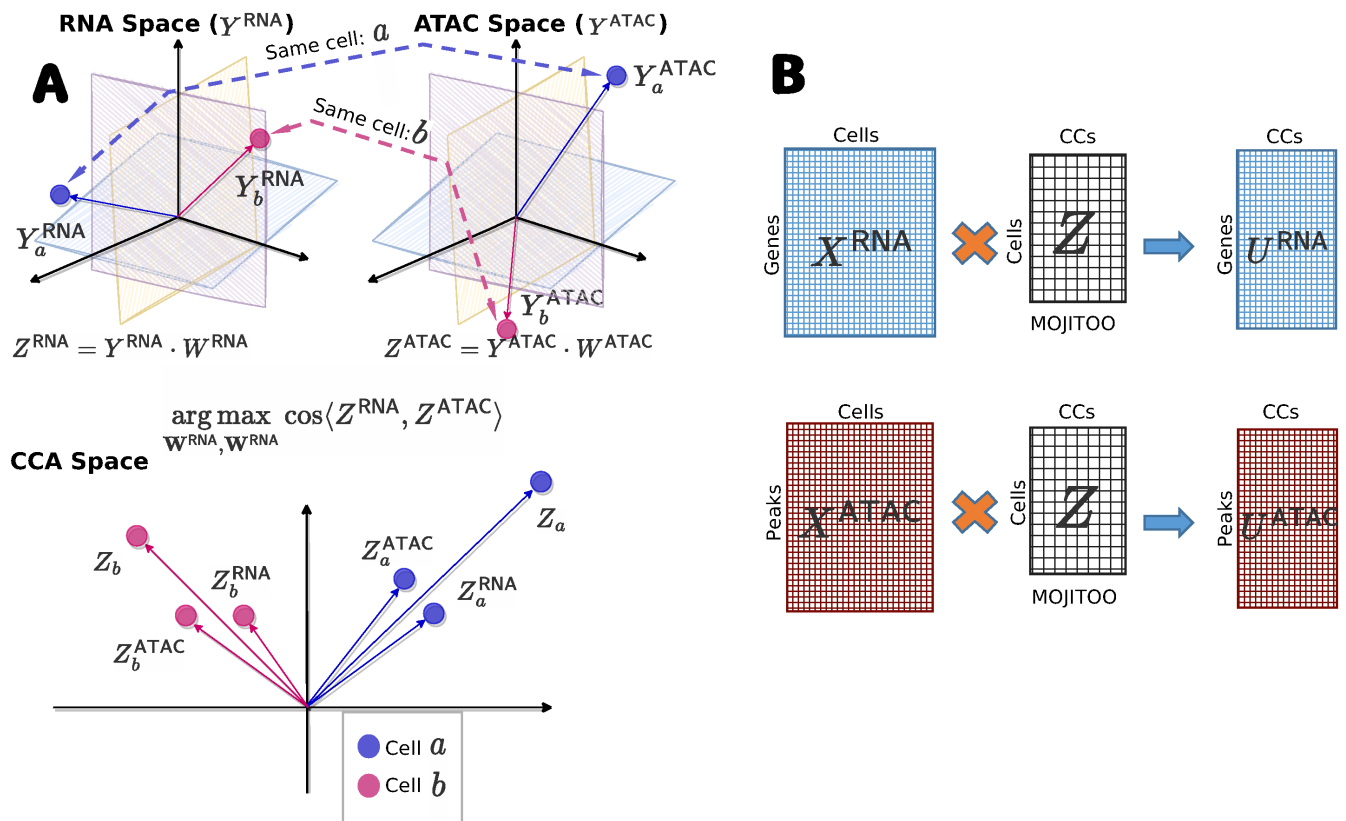 A
RNA Space (Y^RNA)
ATAC Space (Y^ATAC)
Same cell: a
Same cell: b
Y_a^RNA
Y_b^RNA
Y_a^ATAC
Y_b^ATAC
Z^RNA = Y^RNA · W^RNA
Z^ATAC = Y^ATAC · W^ATAC
arg max cos⟨Z^RNA, Z^ATAC⟩
W^RNA,W^RNA
CCA Space
Z_a
Z_b
Z_a^ATAC
Z_b^RNA
Z_a^RNA
Z_b^ATAC
Cell a
Cell b
B
Cells
CCs
CCs
Genes
X^RNA
Cells
Z
Genes
U^RNA
MOJITOO
Cells
CCs
CCs
Peaks
X^ATAC
Cells
Z
Peaks
U^ATAC
MOJITOO